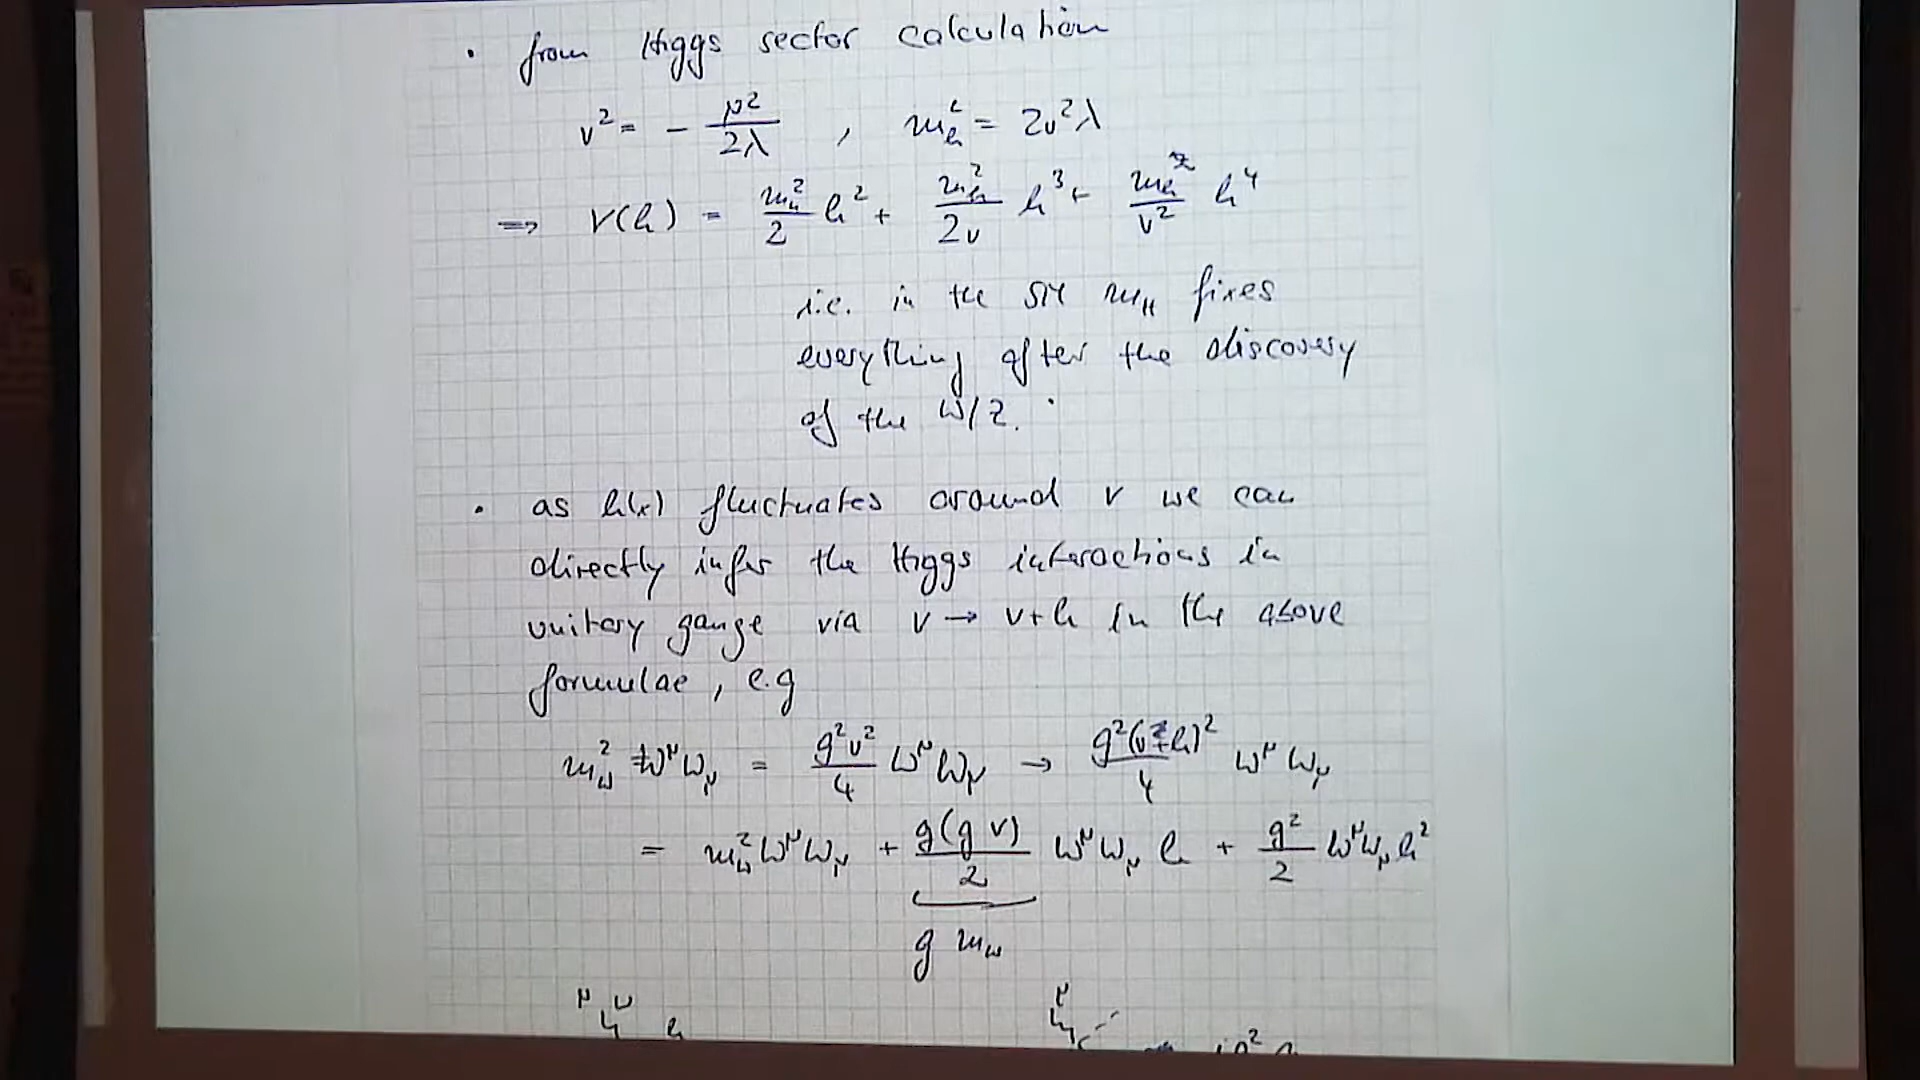 • from Higgs sector calculation
v² = - μ²/2λ , m_h² = 2v²λ
⟹ V(h) = m_h²/2 h² + m_h²/2v h³ + m_h²/v² h⁴
i.e. in the SM m_H fixes
everything after the discovery
of the W/Z.
• as h(x) fluctuates around v we can
directly infer the Higgs interactions in
unitary gauge via v → v+h in the above
formulae, e.g
m_W² W^μ W_μ = g²v²/4 W^μ W_μ → g²(v+h)²/4 W^μ W_μ
= m_W² W^μ W_μ + g(g v)/2 W^μ W_μ h + g²/2 W^μ W_μ h²
g m_W
μ ν
h
μ